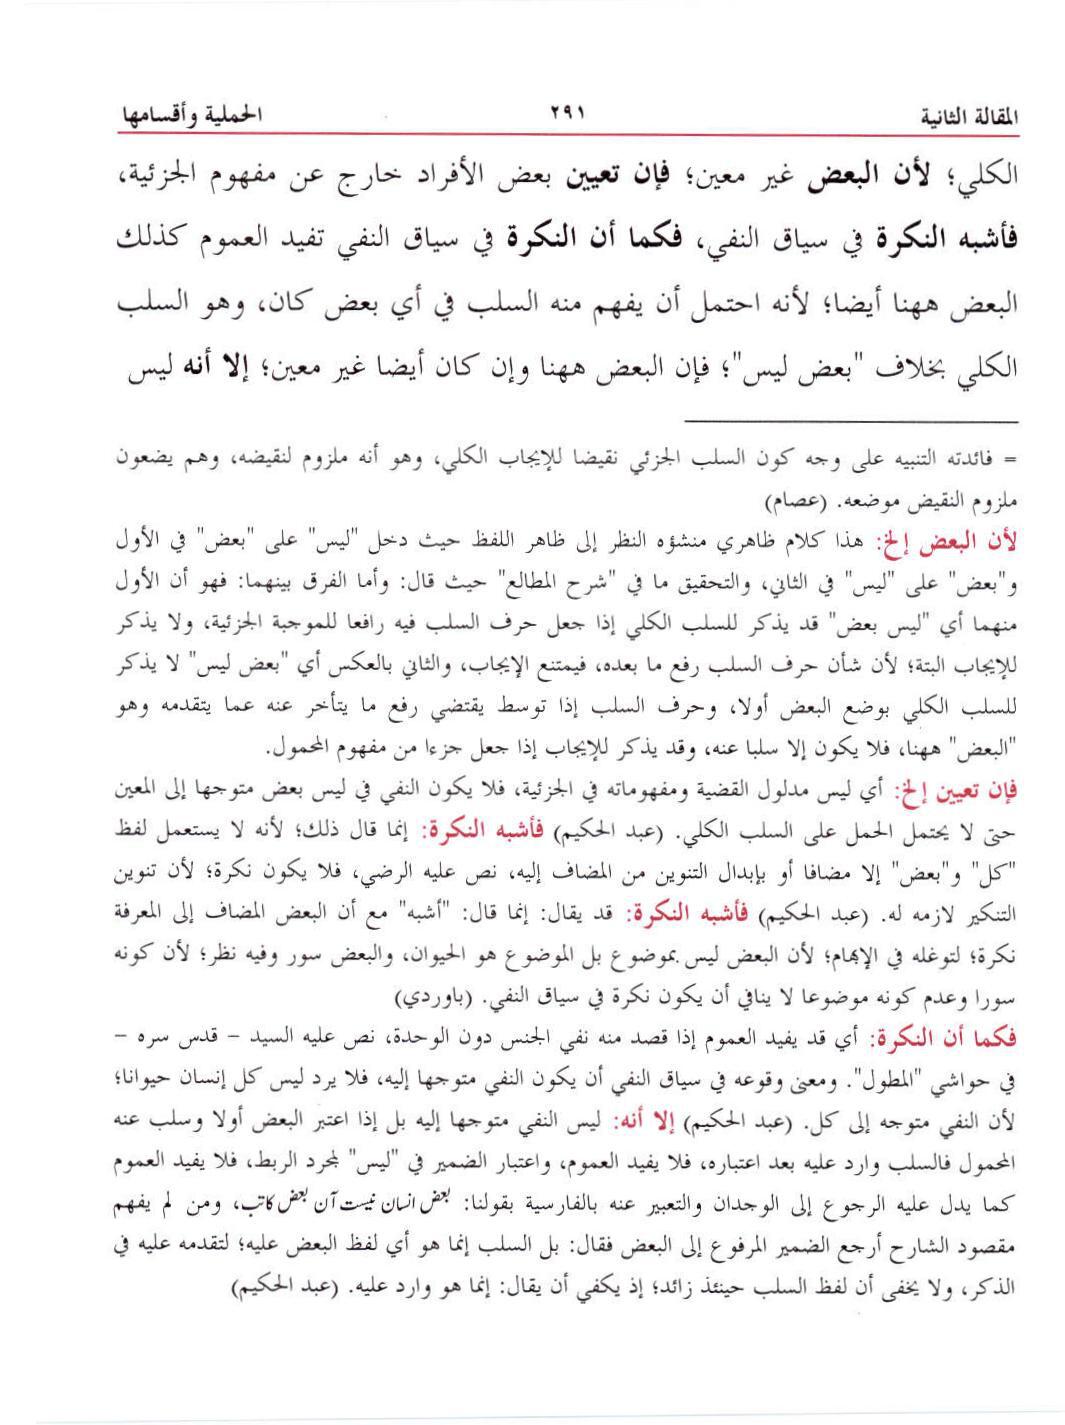 المقالة الثانية ٢٩١ الحملية وأقسامها
الكلي؛ لأن البعض غير معين؛ فإن تعيين بعض الأفراد خارج عن مفهوم الجزئية،
فأشبه النكرة في سياق النفي، فكما أن النكرة في سياق النفي تفيد العموم كذلك
البعض ههنا أيضا؛ لأنه احتمل أن يفهم منه السلب في أي بعض كان، وهو السلب
الكلي بخلاف "بعض ليس"؛ فإن البعض ههنا وإن كان أيضا غير معين؛ إلا أنه ليس
= فائدته التنبيه على وجه كون السلب الجزئي نقيضا للإيجاب الكلي، وهو أنه ملزوم لنقيضه، وهم يضعون
ملزوم النقيض موضعه. (عصام)
لأن البعض إلخ: هذا كلام ظاهري منشؤه النظر إلى ظاهر اللفظ حيث دخل "ليس" على "بعض" في الأول
و"بعض" على "ليس" في الثاني، والتحقيق ما في "شرح المطالع" حيث قال: وأما الفرق بينهما: فهو أن الأول
منهما أي "ليس بعض" قد يذكر للسلب الكلي إذا جعل حرف السلب فيه رافعا للموجبة الجزئية، ولا يذكر
للإيجاب البتة؛ لأن شأن حرف السلب رفع ما بعده، فيمتنع الإيجاب، والثاني بالعكس أي "بعض ليس" لا يذكر
للسلب الكلي بوضع البعض أولا، وحرف السلب إذا توسط يقتضي رفع ما يتأخر عنه عما يتقدمه وهو
"البعض" ههنا، فلا يكون إلا سلبا عنه، وقد يذكر للإيجاب إذا جعل جزءا من مفهوم المحمول.
فإن تعيين إلخ: أي ليس مدلول القضية ومفهوماته في الجزئية، فلا يكون النفي في ليس بعض متوجها إلى المعين
حتى لا يحتمل الحمل على السلب الكلي. (عبد الحكيم) فأشبه النكرة: إنما قال ذلك؛ لأنه لا يستعمل لفظ
"كل" و"بعض" إلا مضافا أو بإبدال التنوين من المضاف إليه، نص عليه الرضي، فلا يكون نكرة؛ لأن تنوين
التنكير لازمه له. (عبد الحكيم) فأشبه النكرة: قد يقال: إنما قال: "أشبه" مع أن البعض المضاف إلى المعرفة
نكرة؛ لتوغله في الإبهام؛ لأن البعض ليس بموضوع بل الموضوع هو الحيوان، والبعض سور وفيه نظر؛ لأن كونه
سورا وعدم كونه موضوعا لا ينافي أن يكون نكرة في سياق النفي. (باوردي)
فكما أن النكرة: أي قد يفيد العموم إذا قصد منه نفي الجنس دون الوحدة، نص عليه السيد – قدس سره –
في حواشي "المطول". ومعنى وقوعه في سياق النفي أن يكون النفي متوجها إليه، فلا يرد ليس كل إنسان حيوانا؛
لأن النفي متوجه إلى كل. (عبد الحكيم) إلا أنه: ليس النفي متوجها إليه بل إذا اعتبر البعض أولا وسلب عنه
المحمول فالسلب وارد عليه بعد اعتباره، فلا يفيد العموم، واعتبار الضمير في "ليس" لمجرد الربط، فلا يفيد العموم
كما يدل عليه الرجوع إلى الوجدان والتعبير عنه بالفارسية بقولنا: بعض انسان نيست آن بعض كاتب، ومن لم يفهم
مقصود الشارح أرجع الضمير المرفوع إلى البعض فقال: بل السلب إنما هو أي لفظ البعض عليه؛ لتقدمه عليه في
الذكر، ولا يخفى أن لفظ السلب حينئذ زائد؛ إذ يكفي أن يقال: إنما هو وارد عليه. (عبد الحكيم)